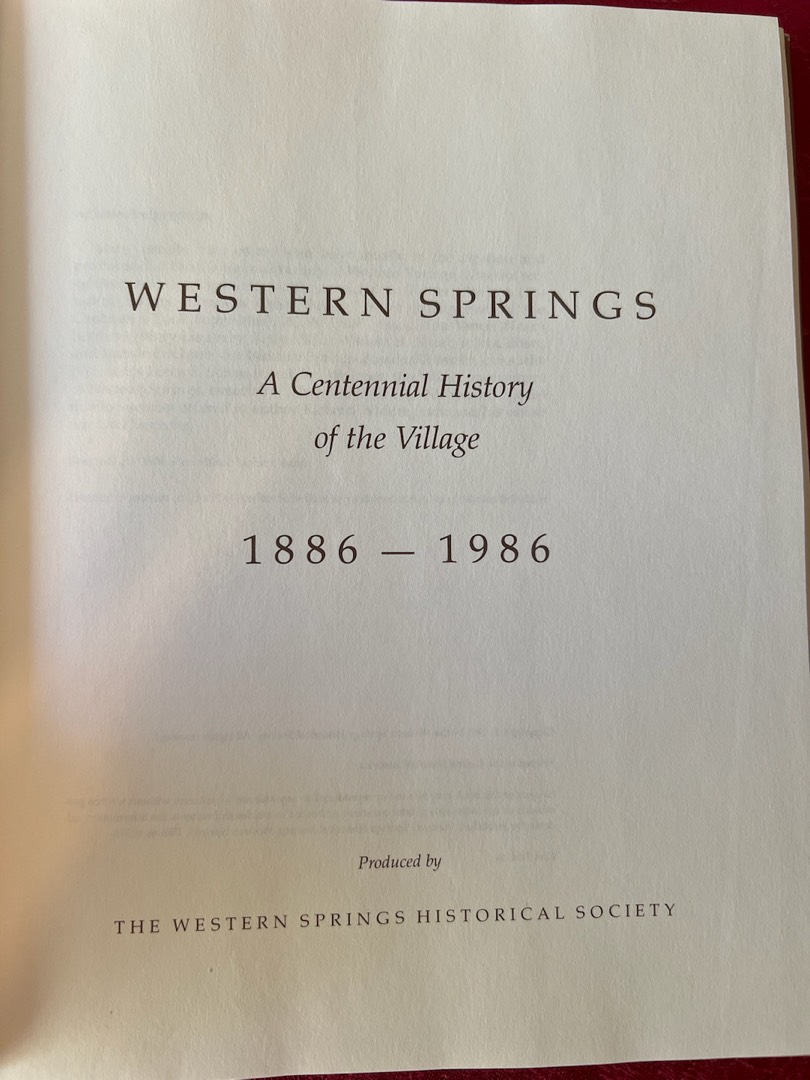 WESTERN SPRINGS
A Centennial History
of the Village
1886 — 1986
Produced by
THE WESTERN SPRINGS HISTORICAL SOCIETY